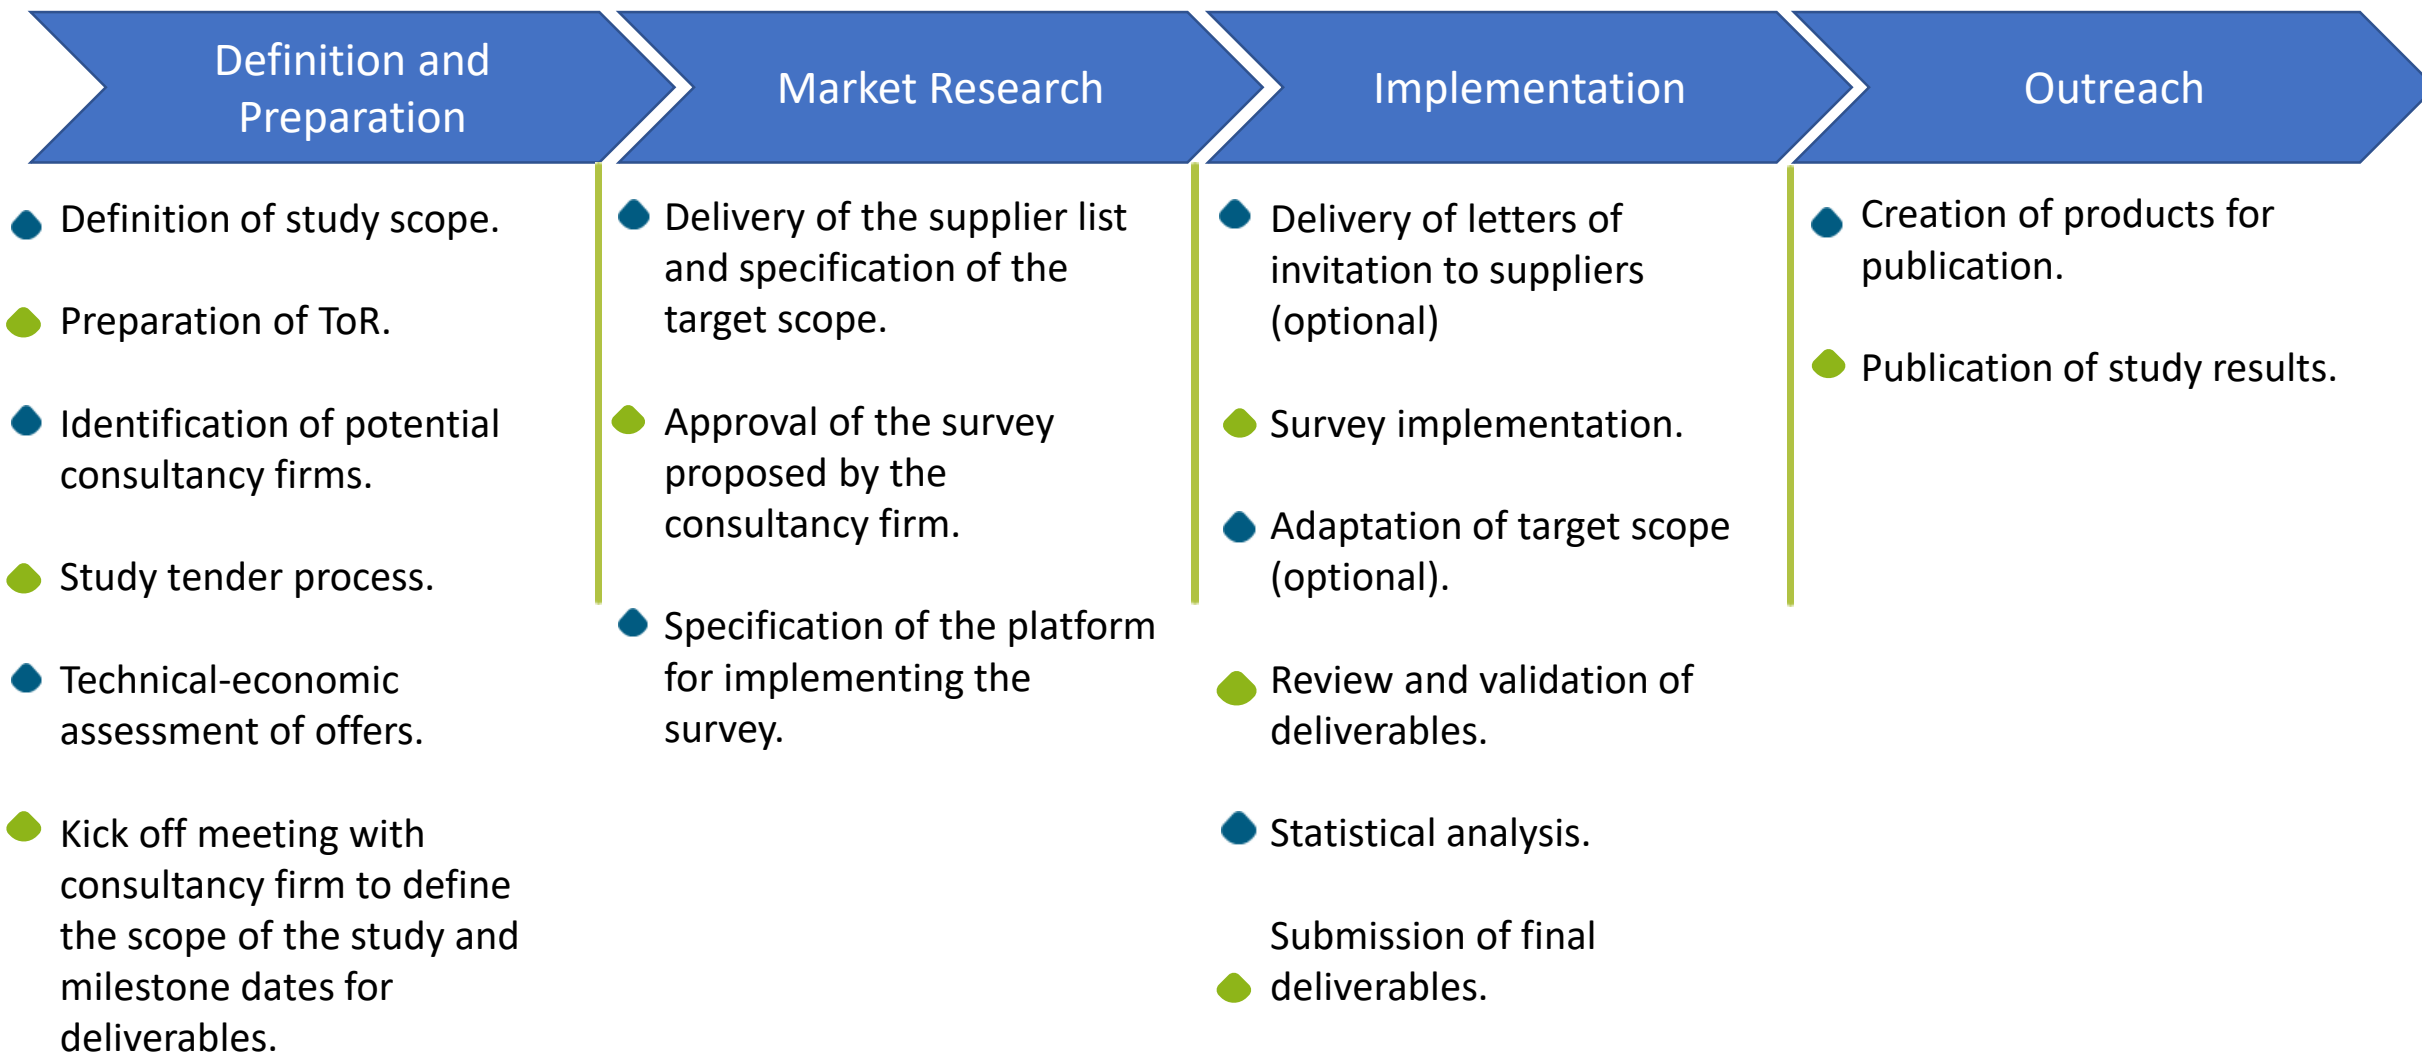 Definition and
Preparation
Market Research
Implementation
Outreach
Definition of study scope.
Preparation of ToR.
Identification of potential
consultancy firms.
Study tender process.
Technical-economic
assessment of offers.
Kick off meeting with
consultancy firm to define
the scope of the study and
milestone dates for
deliverables.
Delivery of the supplier list
and specification of the
target scope.
Approval of the survey
proposed by the
consultancy firm.
Specification of the platform
for implementing the
survey.
Delivery of letters of
invitation to suppliers
(optional)
Survey implementation.
Adaptation of target scope
(optional).
Review and validation of
deliverables.
Statistical analysis.
Submission of final
deliverables.
Creation of products for
publication.
Publication of study results.